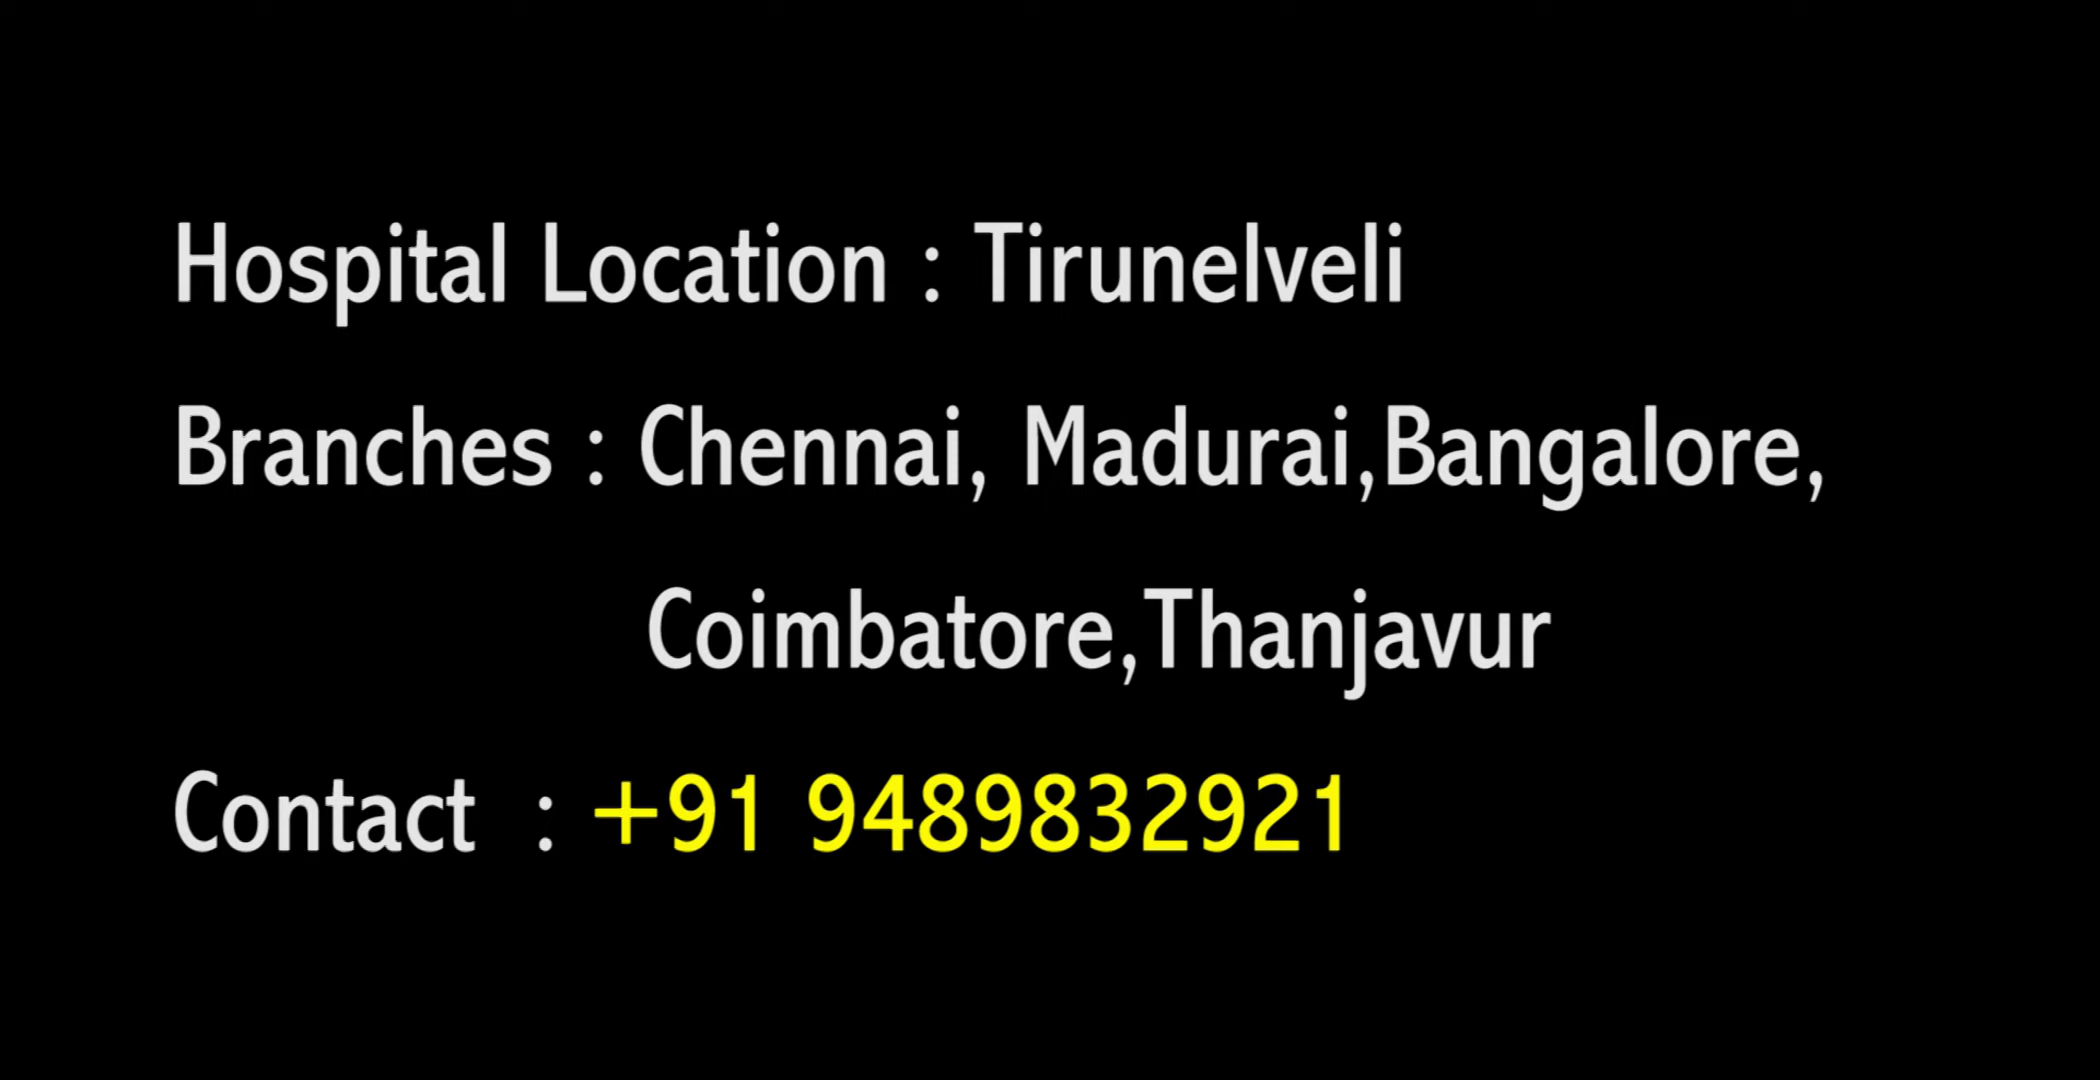 Hospital Location : Tirunelveli
Branches : Chennai, Madurai,Bangalore,
Coimbatore,Thanjavur
Contact : +91 9489832921